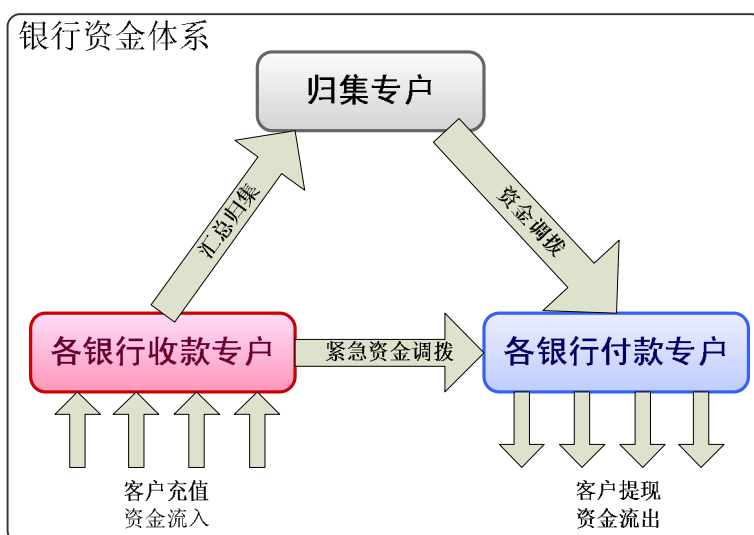 银行资金体系
归集专户
汇总归集
资金调拨
各银行收款专户
紧急资金调拨
各银行付款专户
客户充值
资金流入
客户提现
资金流出